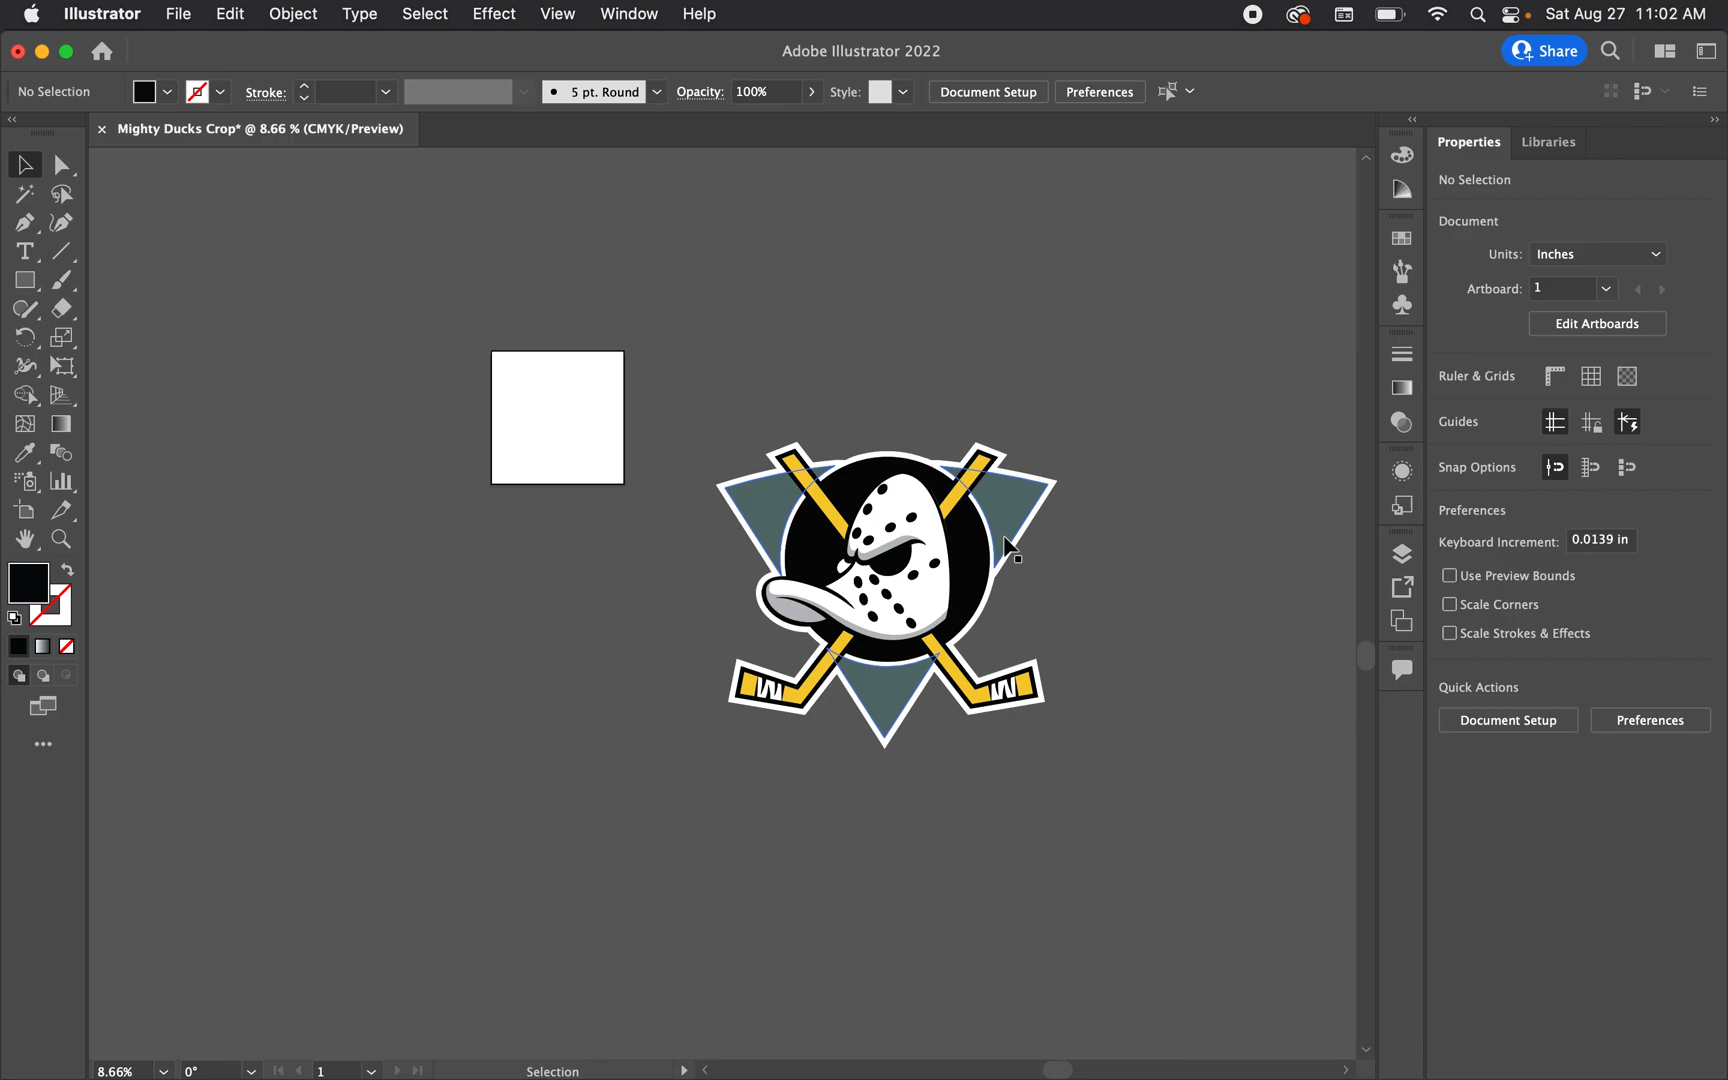 Illustrator File Edit Object Type Select Effect View Window Help Sat Aug 27 11:02 AM
Adobe Illustrator 2022 Share
No Selection Stroke: 5 pt. Round Opacity: 100% Style: Document Setup Preferences
Mighty Ducks Crop* @ 8.66 % (CMYK/Preview)
Properties Libraries
No Selection
Document
Units: Inches
Artboard: 1
Edit Artboards
Ruler & Grids
Guides
Snap Options
Preferences
Keyboard Increment: 0.0139 in
Use Preview Bounds
Scale Corners
Scale Strokes & Effects
Quick Actions
Document Setup Preferences
W W
8.66% 0° 1 Selection